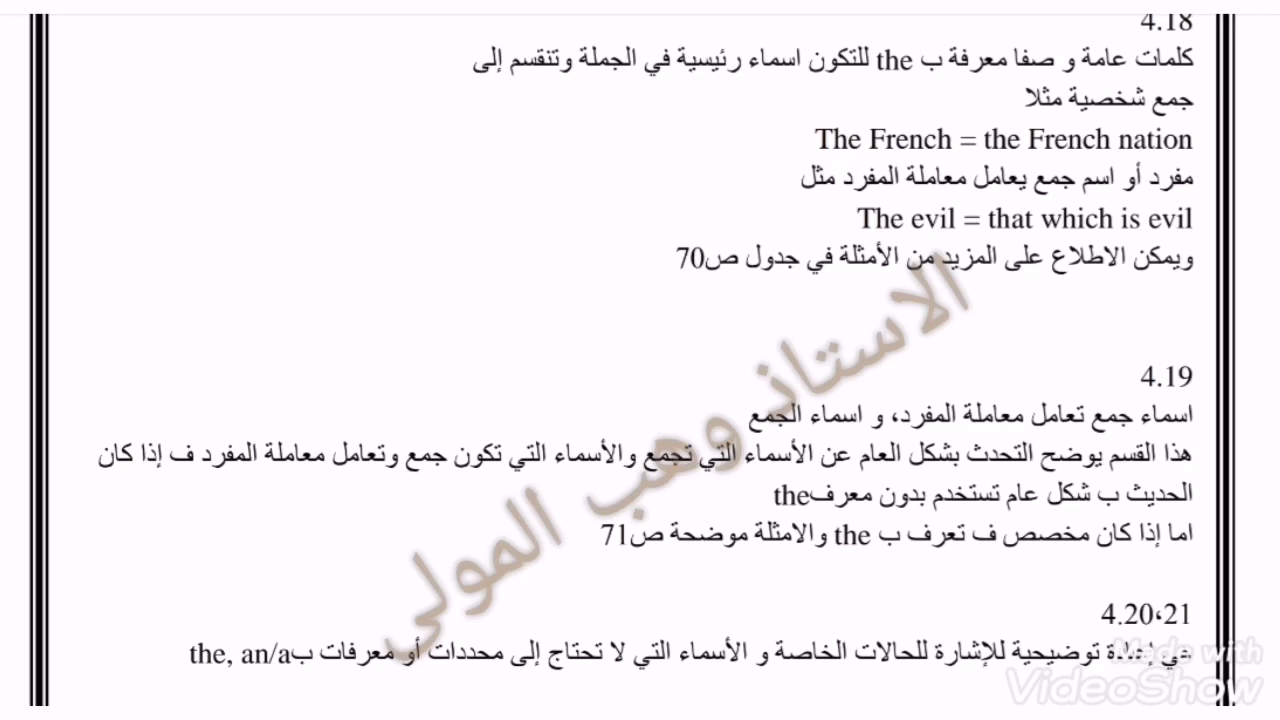 4.18
كلمات عامة و صفا معرفة ب the للتكون اسماء رئيسية في الجملة وتنقسم إلى
جمع شخصية مثلا
The French = the French nation
مفرد أو اسم جمع يعامل معاملة المفرد مثل
The evil = that which is evil
ويمكن الاطلاع على المزيد من الأمثلة في جدول ص70
4.19
اسماء جمع تعامل معاملة المفرد، و اسماء الجمع
هذا القسم يوضح التحدث بشكل العام عن الأسماء التي تجمع والأسماء التي تكون جمع وتعامل معاملة المفرد ف إذا كان
الحديث ب شكل عام تستخدم بدون معرفthe
اما إذا كان مخصص ف تعرف ب the والامثلة موضحة ص71
4.20،21
هي إعادة توضيحية للإشارة للحالات الخاصة و الأسماء التي لا تحتاج إلى محددات أو معرفات بthe, an/a
الاستاذ وهب المولى
Made with
VideoShow